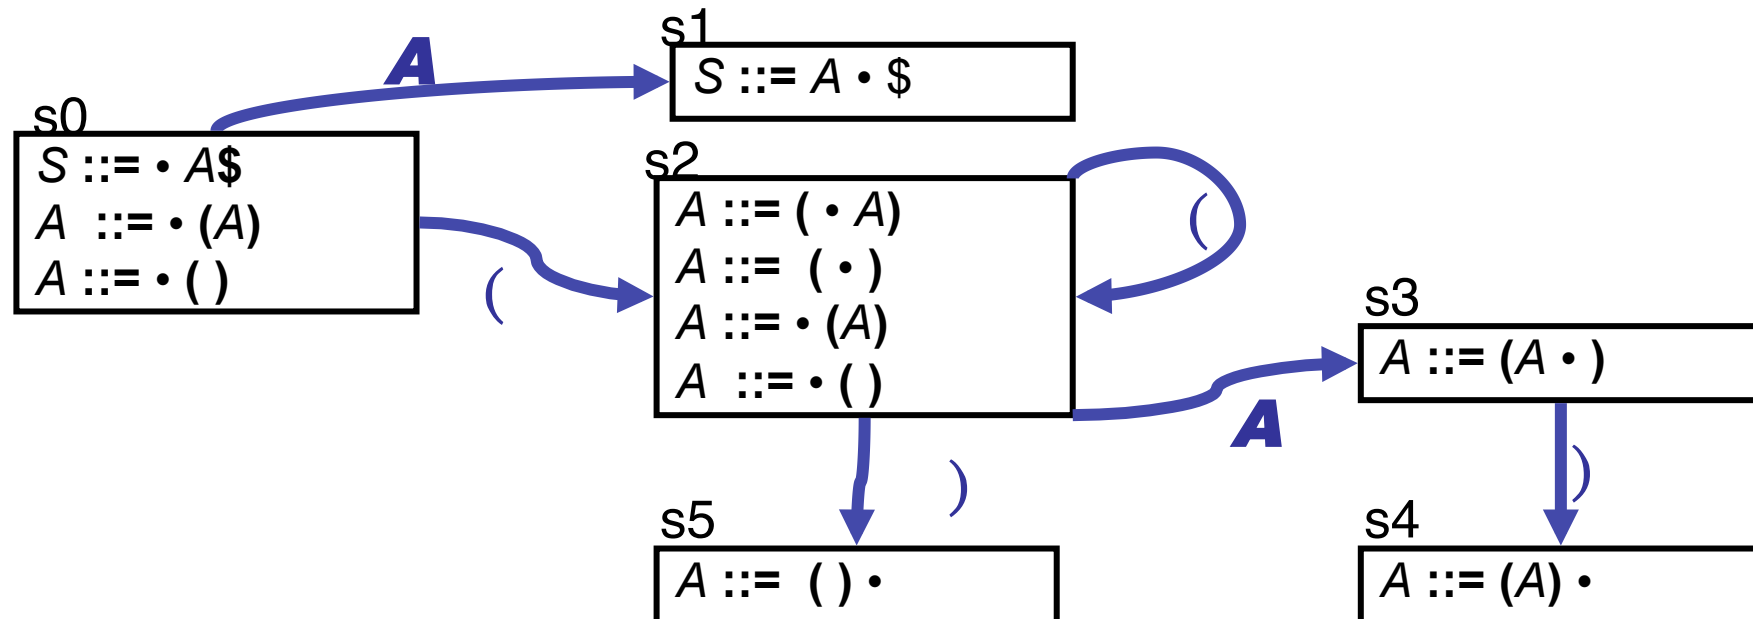 s1
A
S ::= A • $
s0
S ::= • A$
A ::= • (A)
A ::= • ( )
(
s2
A ::= ( • A)
A ::= ( • )
A ::= • (A)
A ::= • ( )
(
s3
A ::= (A • )
A
)
)
s5
A ::= ( ) •
s4
A ::= (A) •